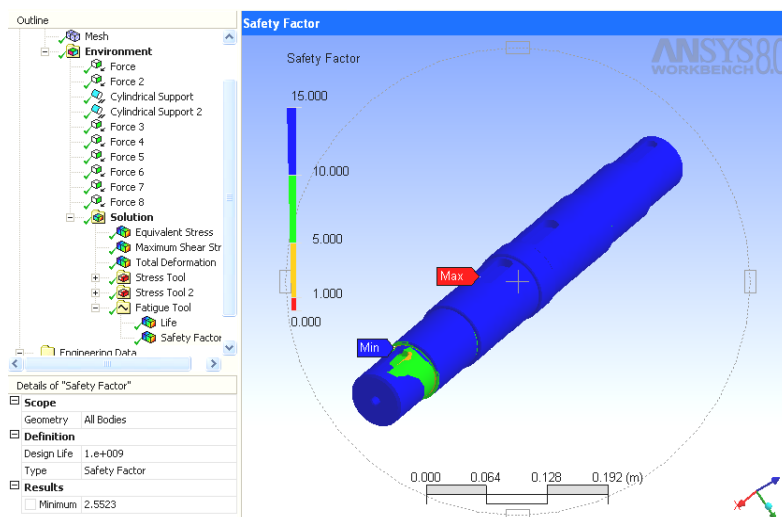 Outline
Mesh
Environment
Force
Force 2
Cylindrical Support
Cylindrical Support 2
Force 3
Force 4
Force 5
Force 6
Force 7
Force 8
Solution
Equivalent Stress
Maximum Shear Str
Total Deformation
Stress Tool
Stress Tool 2
Fatigue Tool
Life
Safety Factor
Engineering Data
Details of "Safety Factor"
Scope
Geometry All Bodies
Definition
Design Life 1.e+009
Type Safety Factor
Results
Minimum 2.5523
Safety Factor
Safety Factor
ANSYS 8.0
WORKBENCH
15.000
10.000
5.000
1.000
0.000
Max
Min
0.000 0.064 0.128 0.192 (m)
X